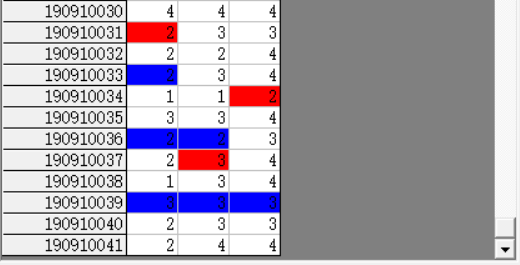 190910030 4 4 4
190910031 2 3 3
190910032 2 2 4
190910033 2 3 4
190910034 1 1 2
190910035 3 3 4
190910036 2 2 3
190910037 2 3 4
190910038 1 3 4
190910039 3 3 3
190910040 2 3 3
190910041 2 4 4